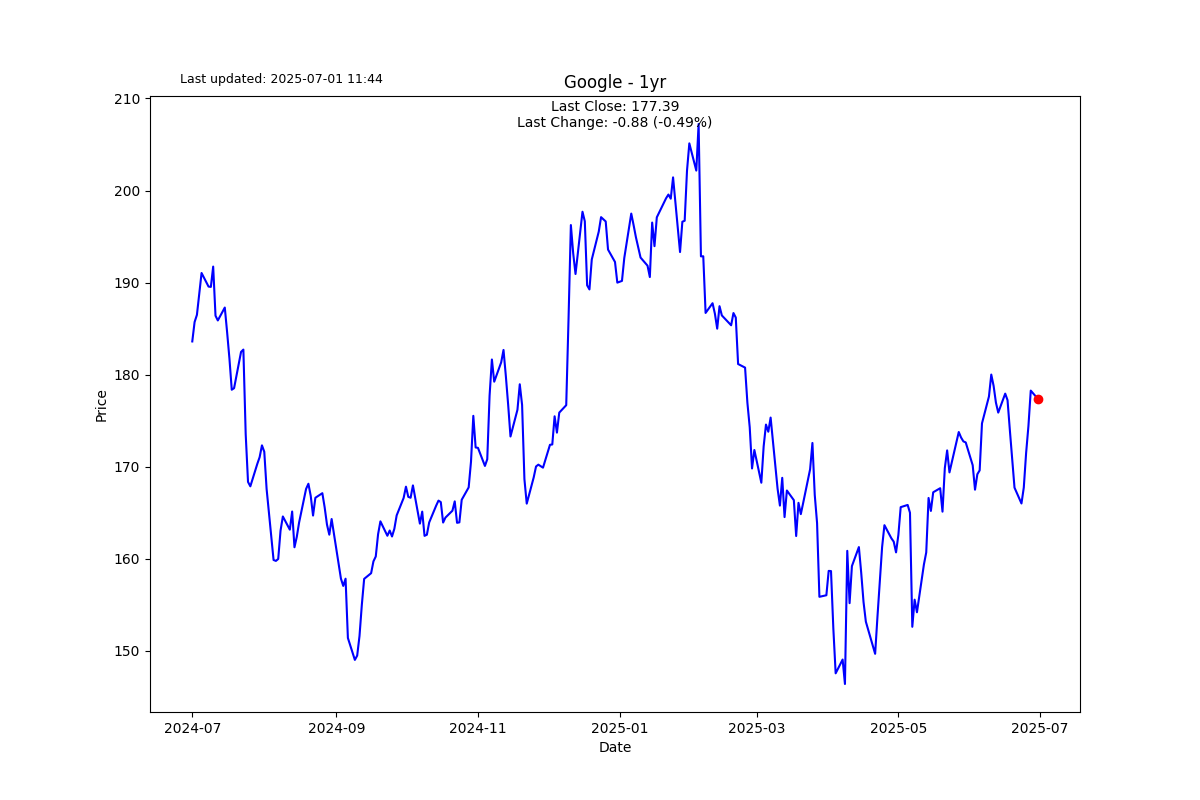 Last updated: 2025-07-01 11:44
Google - 1yr
Last Close: 177.39
Last Change: -0.88 (-0.49%)
210
200
190
180
170
160
150
Price
2024-07
2024-09
2024-11
2025-01
2025-03
2025-05
2025-07
Date